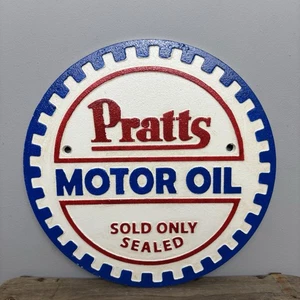 Pratts
MOTOR OIL
SOLD ONLY
SEALED